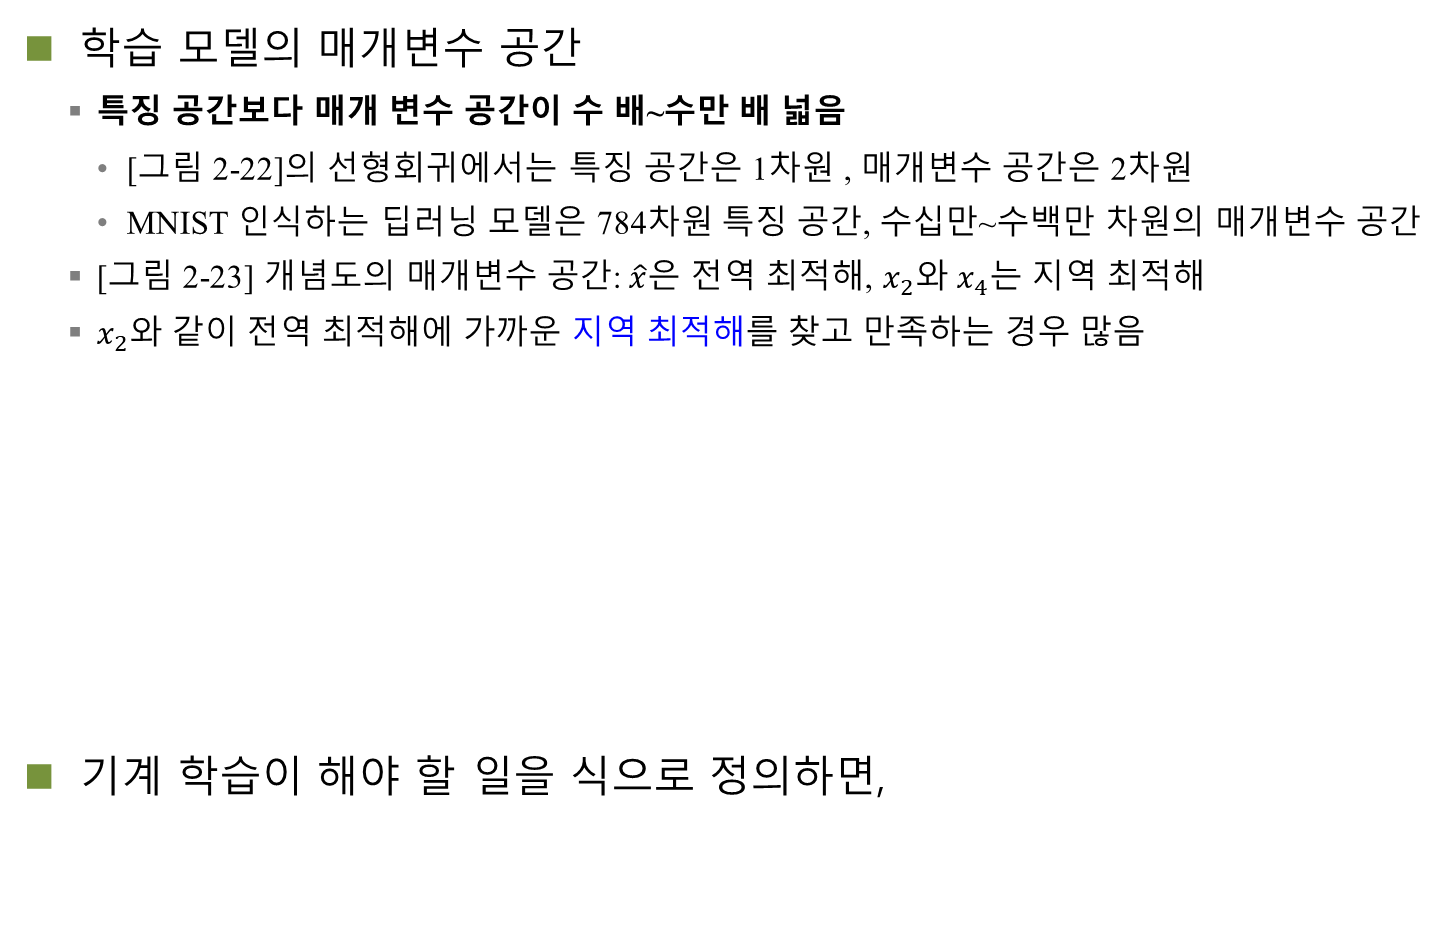 학습 모델의 매개변수 공간
특징 공간보다 매개 변수 공간이 수 배~수만 배 넓음
[그림 2-22]의 선형회귀에서는 특징 공간은 1차원 , 매개변수 공간은 2차원
MNIST 인식하는 딥러닝 모델은 784차원 특징 공간, 수십만~수백만 차원의 매개변수 공간
[그림 2-23] 개념도의 매개변수 공간: x̂은 전역 최적해, x₂와 x₄는 지역 최적해
x₂와 같이 전역 최적해에 가까운 지역 최적해를 찾고 만족하는 경우 많음
기계 학습이 해야 할 일을 식으로 정의하면,